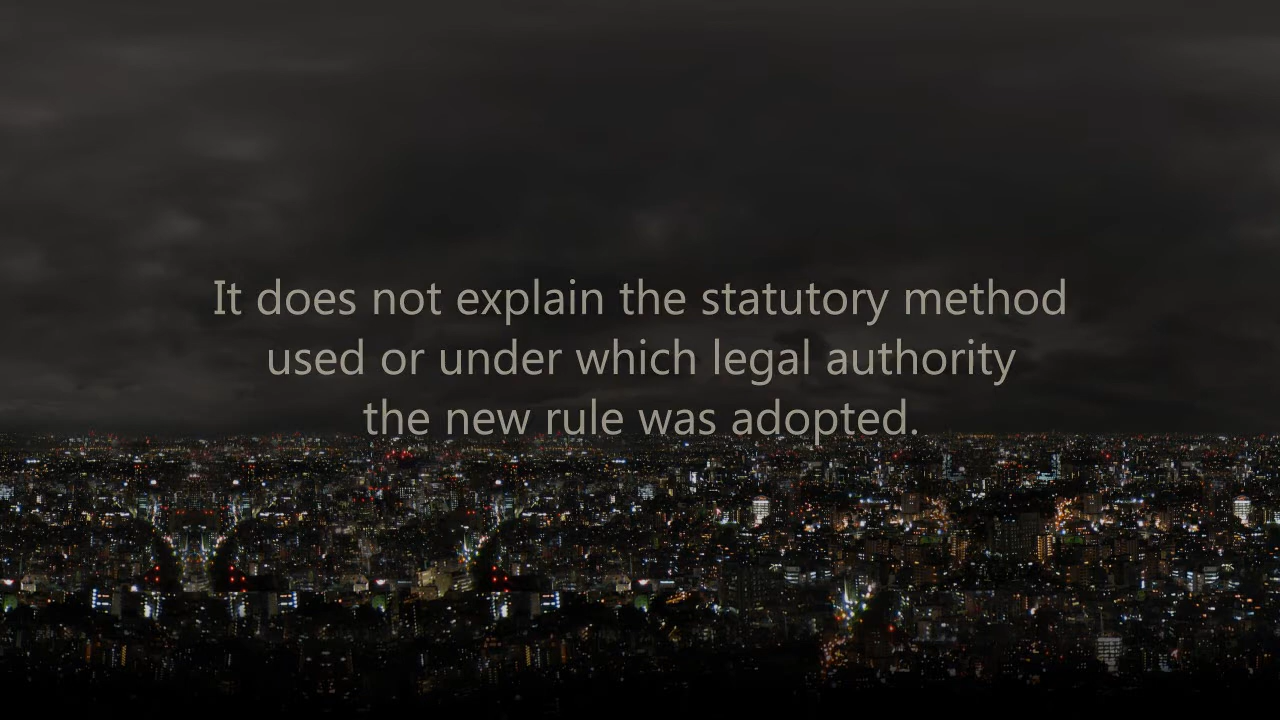 It does not explain the statutory method
used or under which legal authority
the new rule was adopted.